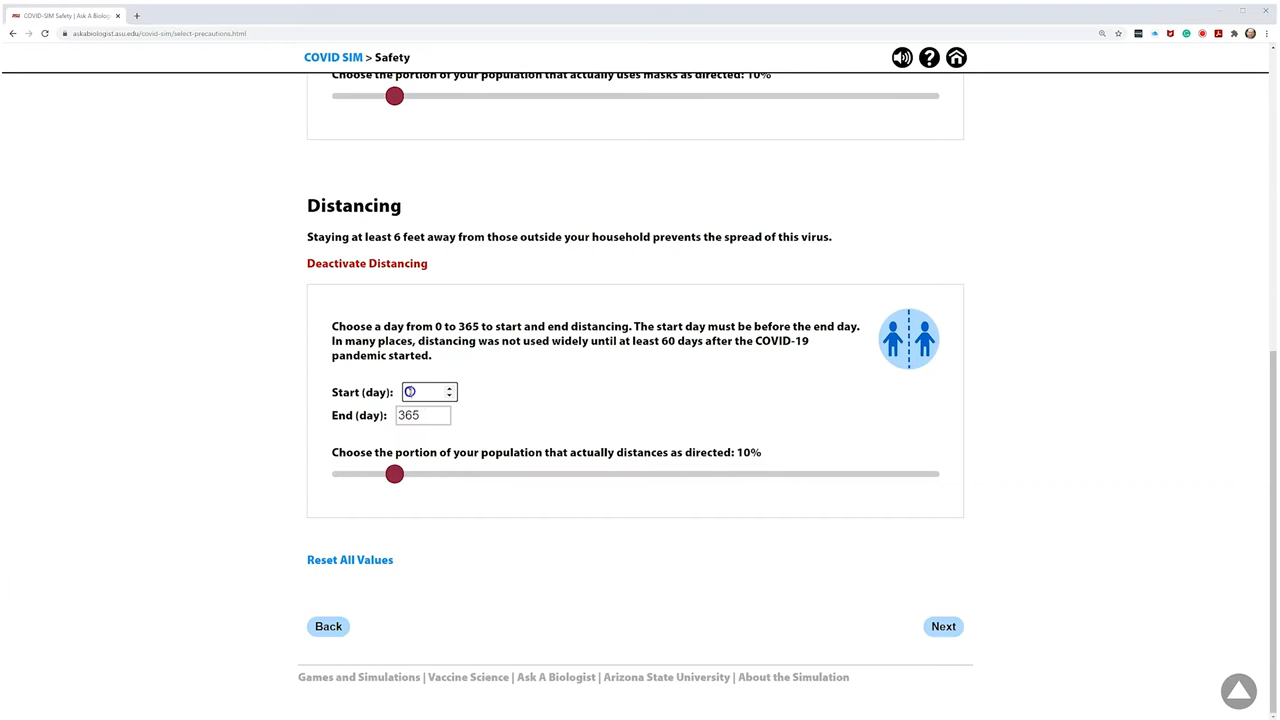 COVID-SIM Safety | Ask A Biolog
askabiologist.asu.edu/covid-sim/select-precautions.html
COVID SIM > Safety
Choose the portion of your population that actually uses masks as directed: 10%
Distancing
Staying at least 6 feet away from those outside your household prevents the spread of this virus.
Deactivate Distancing
Choose a day from 0 to 365 to start and end distancing. The start day must be before the end day.
In many places, distancing was not used widely until at least 60 days after the COVID-19
pandemic started.
Start (day): 0
End (day): 365
Choose the portion of your population that actually distances as directed: 10%
Reset All Values
Back Next
Games and Simulations | Vaccine Science | Ask A Biologist | Arizona State University | About the Simulation